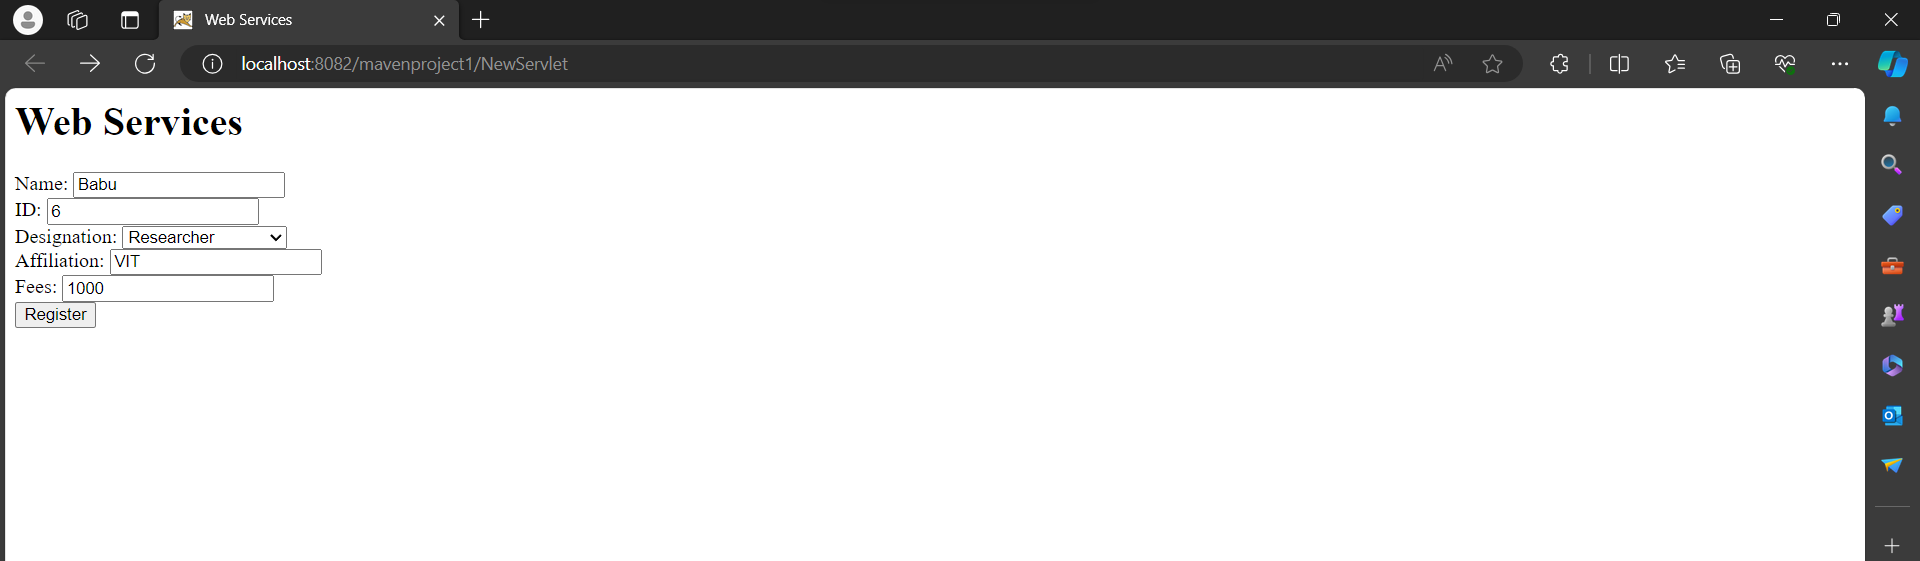 Web Services
localhost:8082/mavenproject1/NewServlet
Web Services
Name: Babu
ID: 6
Designation: Researcher
Affiliation: VIT
Fees: 1000
Register